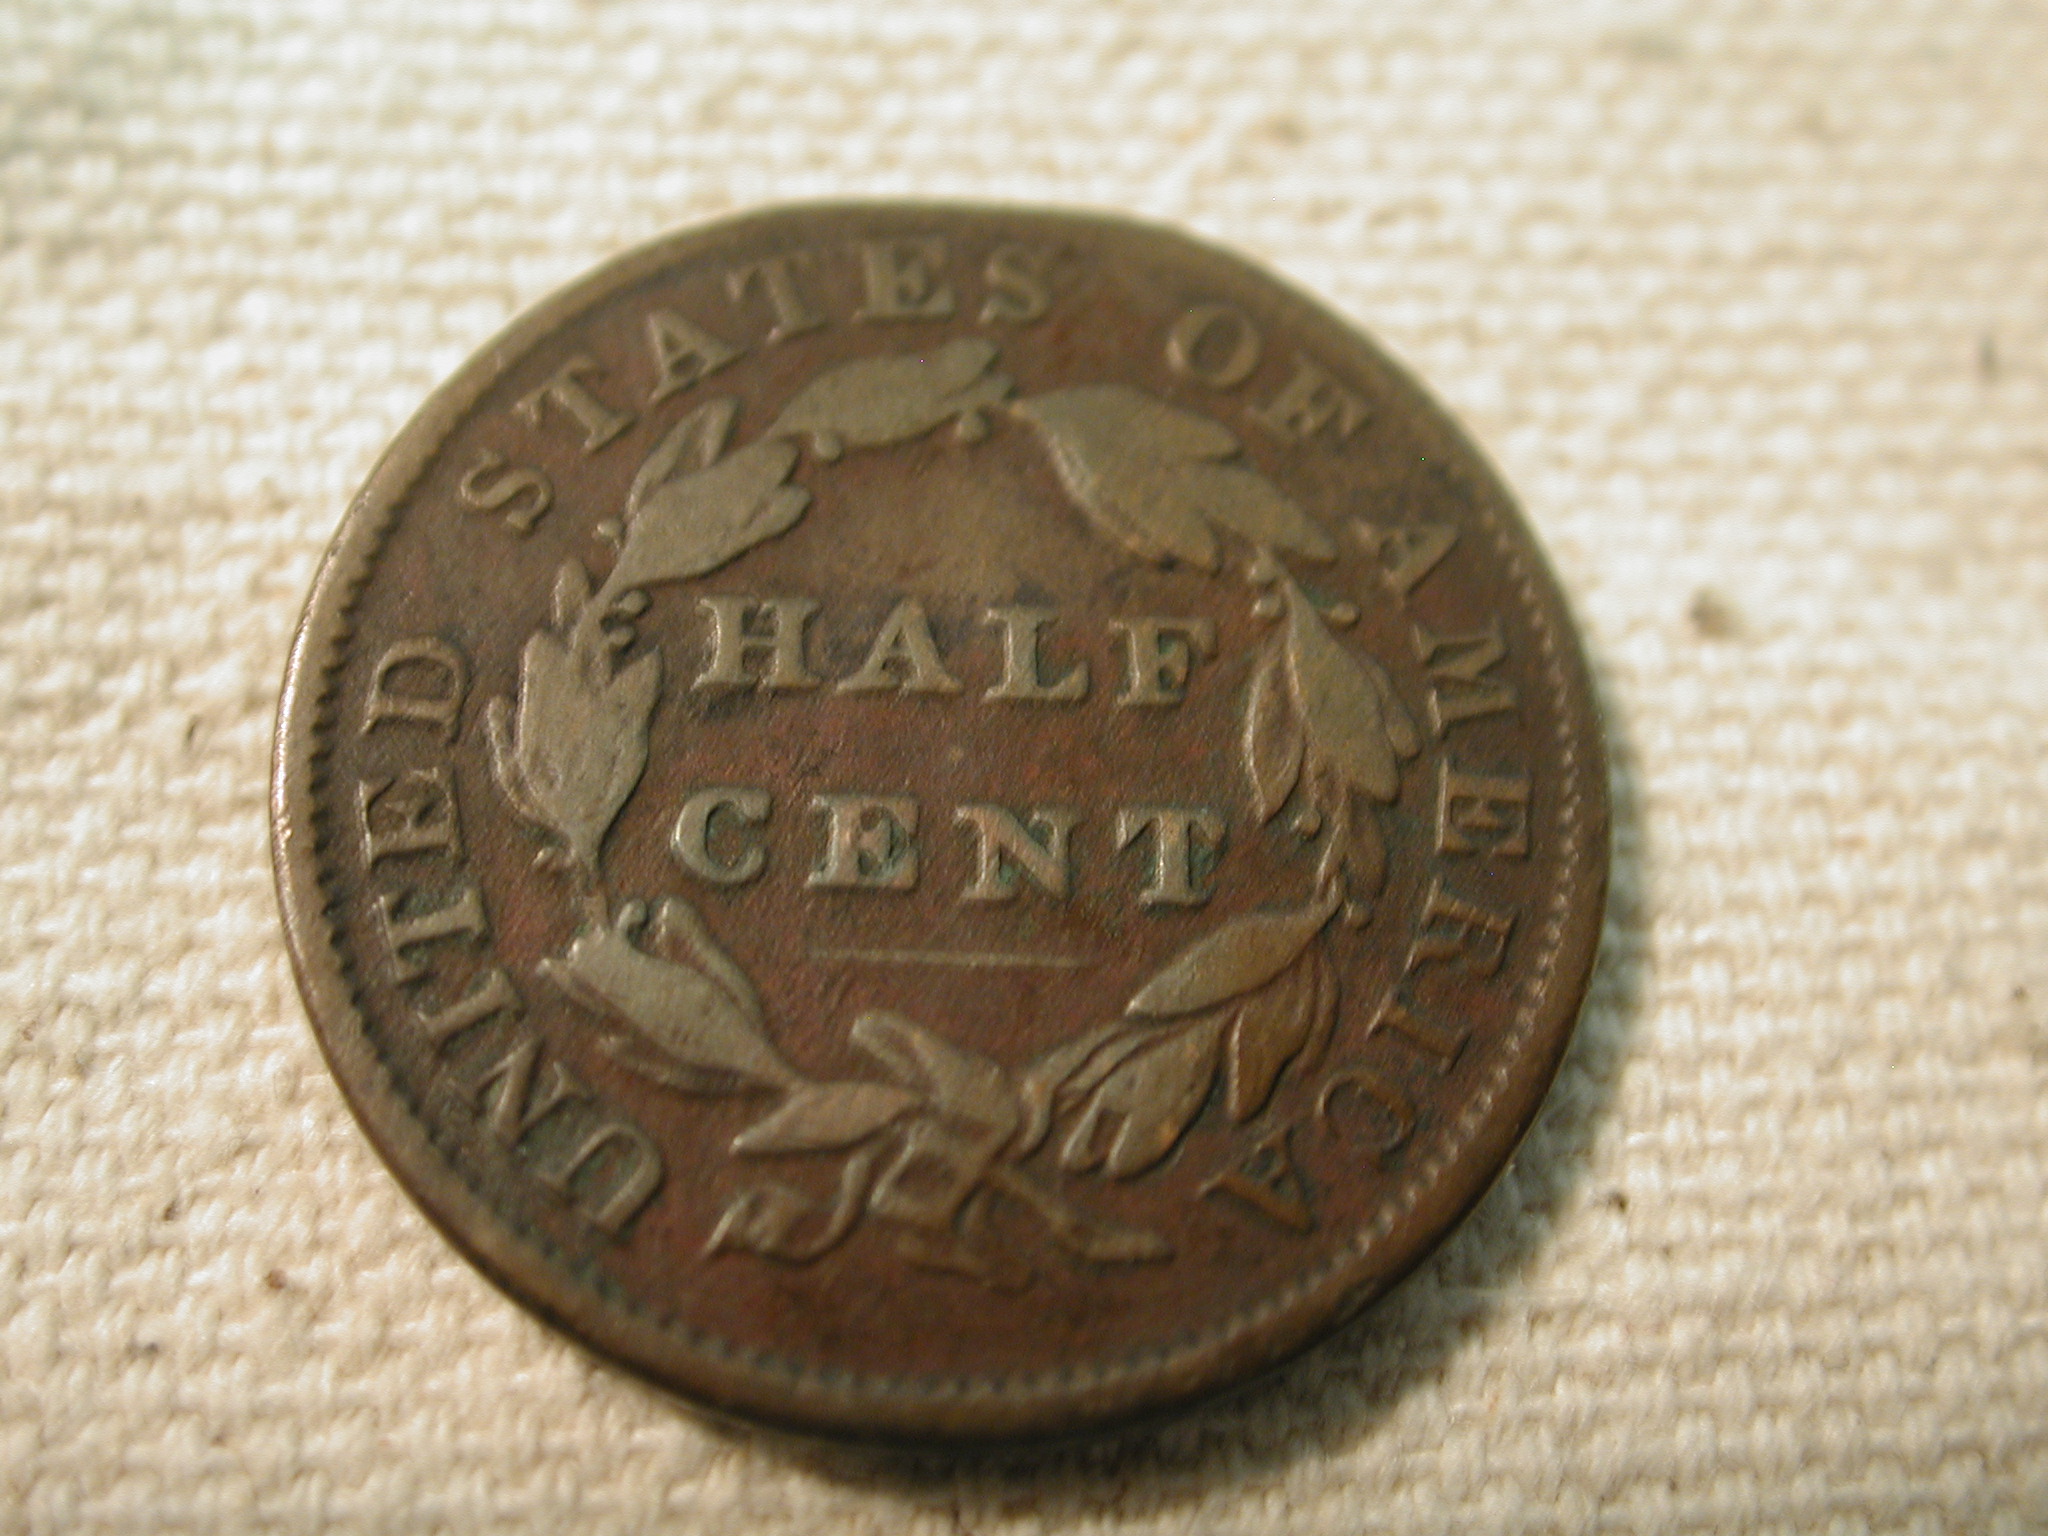 UNITED STATES OF AMERICA
HALF
CENT